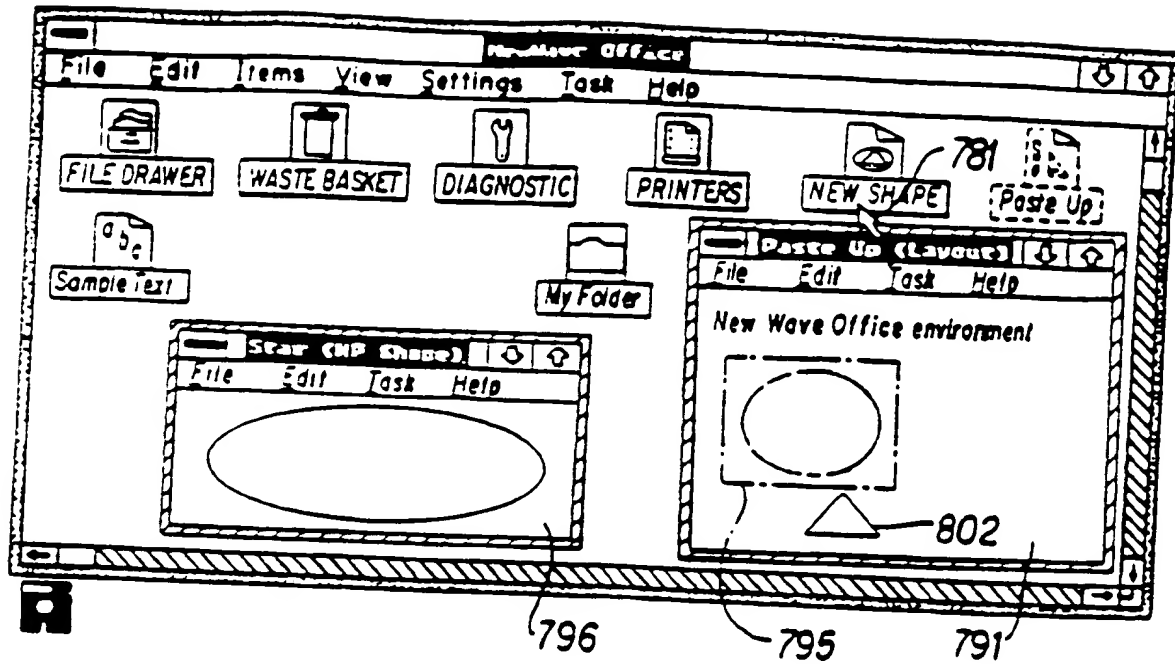 NewWave Office
File Edit Items View Settings Task Help
781
FILE DRAWER WASTE BASKET DIAGNOSTIC PRINTERS NEW SHAPE Paste Up
abc
Sample Text My Folder
Paste Up (Layout)
File Edit Task Help
New Wave Office environment
Star (HP Shape)
File Edit Task Help
802
796 795 791